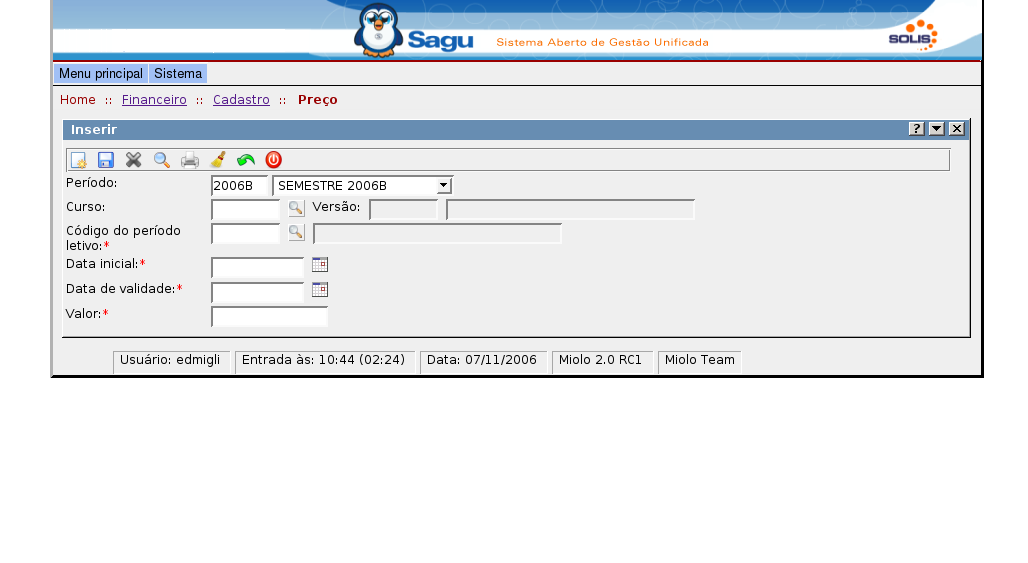 Sagu Sistema Aberto de Gestão Unificada SOLIS
Menu principal Sistema
Home :: Financeiro :: Cadastro :: Preço
Inserir ?
Período: 2006B SEMESTRE 2006B
Curso: Versão:
Código do período
letivo:*
Data inicial:*
Data de validade:*
Valor:*
Usuário: edmigli Entrada às: 10:44 (02:24) Data: 07/11/2006 Miolo 2.0 RC1 Miolo Team